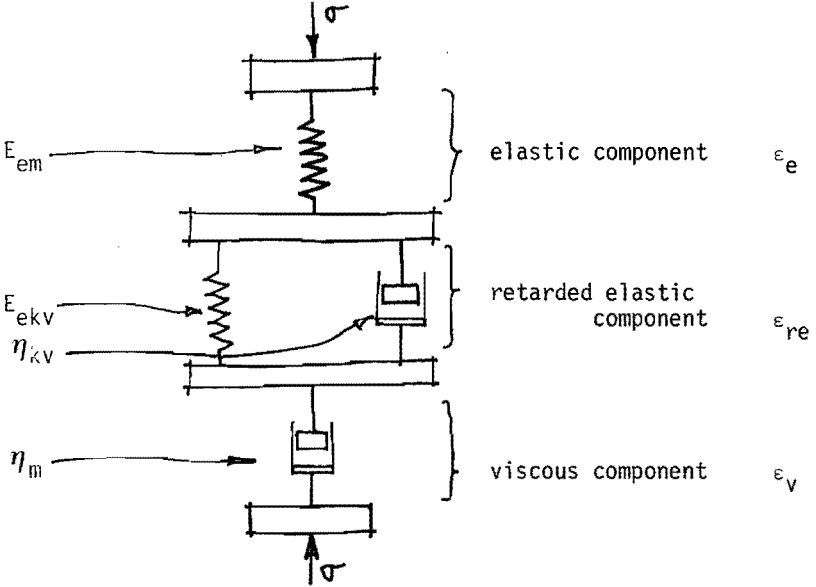 σ
E_em elastic component ε_e
E_ekv retarded elastic
component ε_re
η_kv
η_m viscous component ε_v
σ